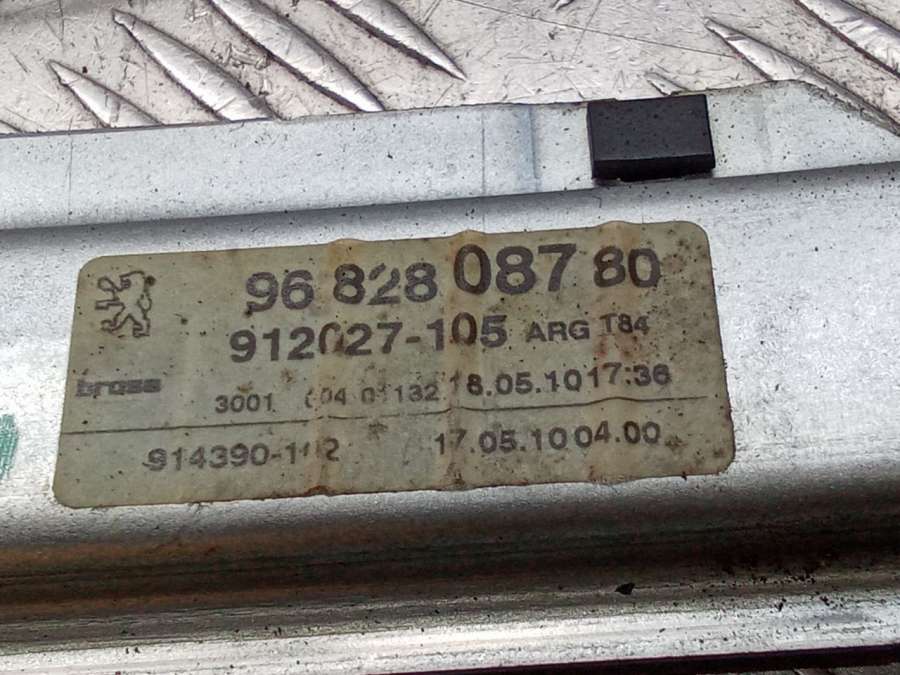 96 828 087 80
912027-105 ARG T84
brose
3001 004 01132 18.05.10 17:36
914390-102 17.05.10 04.00